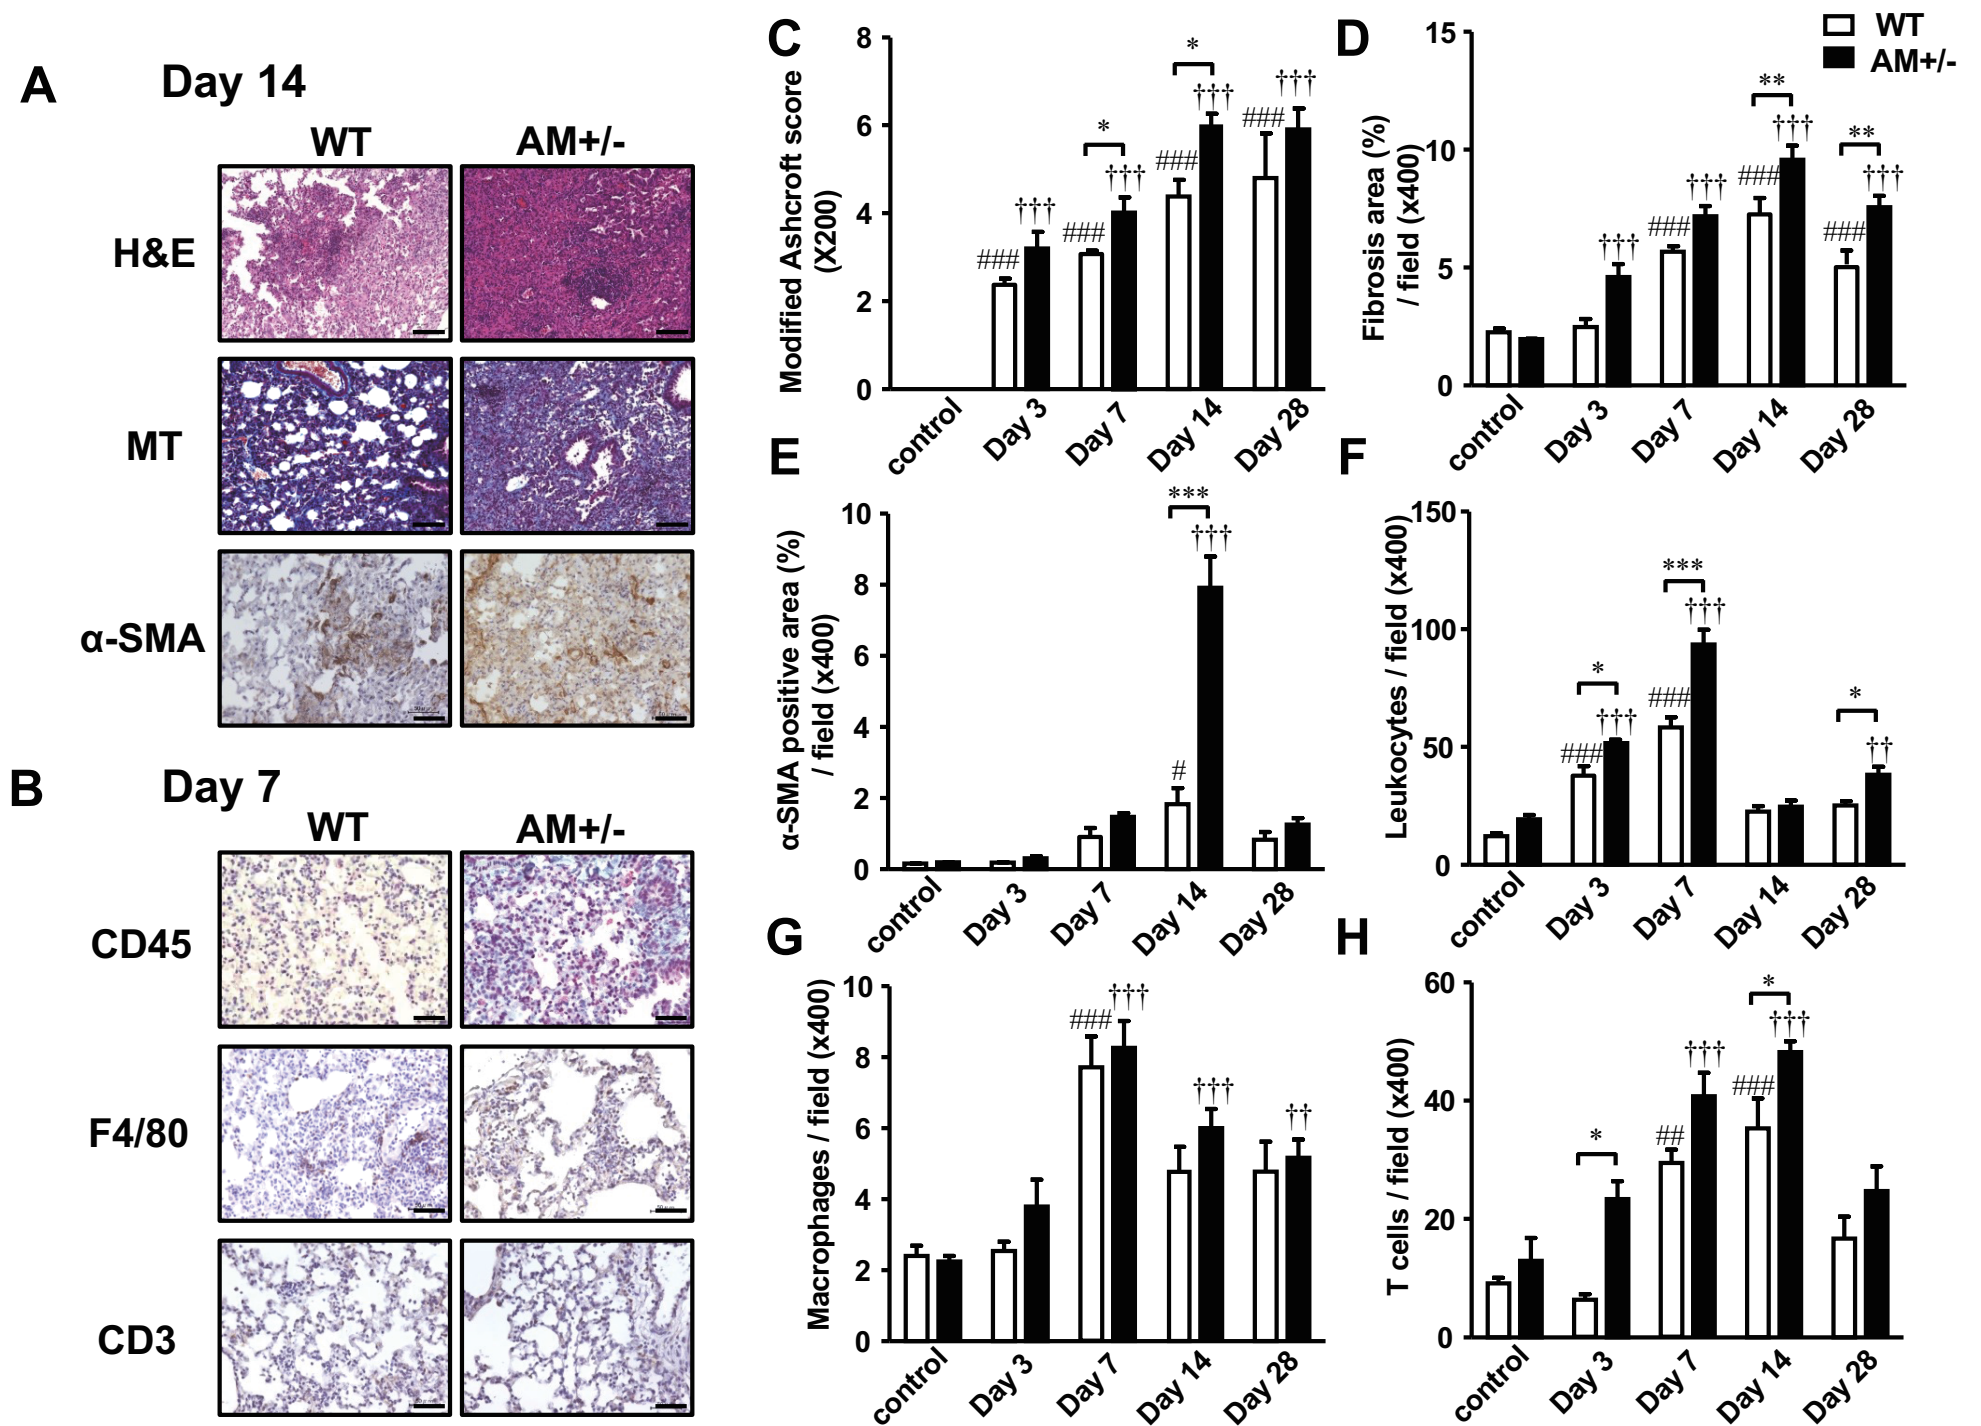 A Day 14
WT AM+/-
H&E
MT
α-SMA
B Day 7
WT AM+/-
CD45
F4/80
CD3
C
Modified Ashcroft score
(X200)
8
6
4
2
0
###
†††
###
†††
*
###
†††
*
###
†††
control Day 3 Day 7 Day 14 Day 28
D
WT
AM+/-
Fibrosis area (%)
/ field (x400)
15
10
5
0
†††
###
†††
###
†††
**
###
†††
**
control Day 3 Day 7 Day 14 Day 28
E
α-SMA positive area (%)
/ field (x400)
10
8
6
4
2
0
#
†††
***
control Day 3 Day 7 Day 14 Day 28
F
Leukocytes / field (x400)
150
100
50
0
###
†††
*
###
†††
***
††
*
control Day 3 Day 7 Day 14 Day 28
G
Macrophages / field (x400)
10
8
6
4
2
0
###
†††
†††
††
control Day 3 Day 7 Day 14 Day 28
H
T cells / field (x400)
60
40
20
0
*
##
†††
###
†††
*
control Day 3 Day 7 Day 14 Day 28